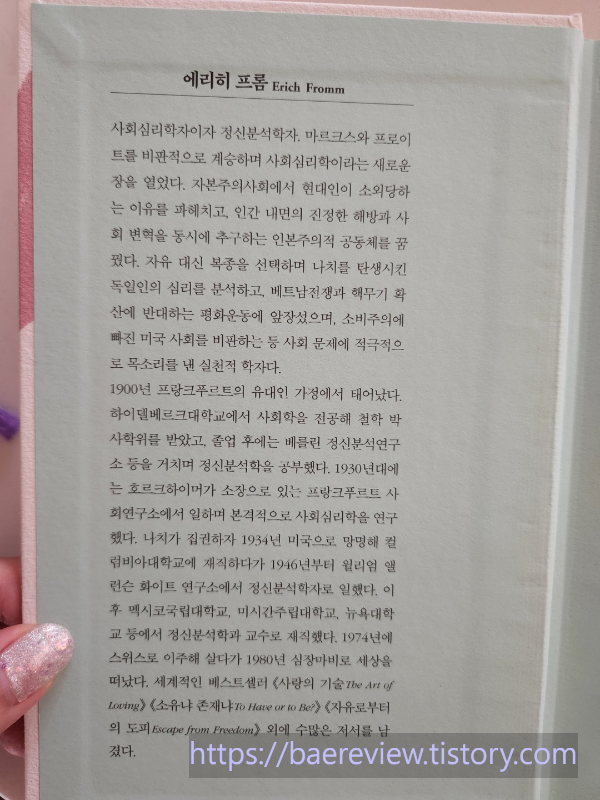 에리히 프롬 Erich Fromm
사회심리학자이자 정신분석학자. 마르크스와 프로이
트를 비판적으로 계승하며 사회심리학이라는 새로운
장을 열었다. 자본주의사회에서 현대인이 소외당하
는 이유를 파헤치고, 인간 내면의 진정한 해방과 사
회 변혁을 동시에 추구하는 인본주의적 공동체를 꿈
꿨다. 자유 대신 복종을 선택하며 나치를 탄생시킨
독일인의 심리를 분석하고, 베트남전쟁과 핵무기 확
산에 반대하는 평화운동에 앞장섰으며, 소비주의에
빠진 미국 사회를 비판하는 등 사회 문제에 적극적으
로 목소리를 낸 실천적 학자다.
1900년 프랑크푸르트의 유대인 가정에서 태어났다.
하이델베르크대학교에서 사회학을 전공해 철학 박
사학위를 받았고, 졸업 후에는 베를린 정신분석연구
소 등을 거치며 정신분석학을 공부했다. 1930년대에
는 호르크하이머가 소장으로 있는 프랑크푸르트 사
회연구소에서 일하며 본격적으로 사회심리학을 연구
했다. 나치가 집권하자 1934년 미국으로 망명해 컬
럼비아대학교에 재직하다가 1946년부터 윌리엄 앨
런슨 화이트 연구소에서 정신분석학자로 일했다. 이
후 멕시코국립대학교, 미시간주립대학교, 뉴욕대학
교 등에서 정신분석학과 교수로 재직했다. 1974년에
스위스로 이주해 살다가 1980년 심장마비로 세상을
떠났다. 세계적인 베스트셀러 《사랑의 기술The Art of
Loving》 《소유냐 존재냐To Have or to Be?》 《자유로부터
의 도피Escape from Freedom》 외에 수많은 저서를 남
겼다.
https://baereview.tistory.com